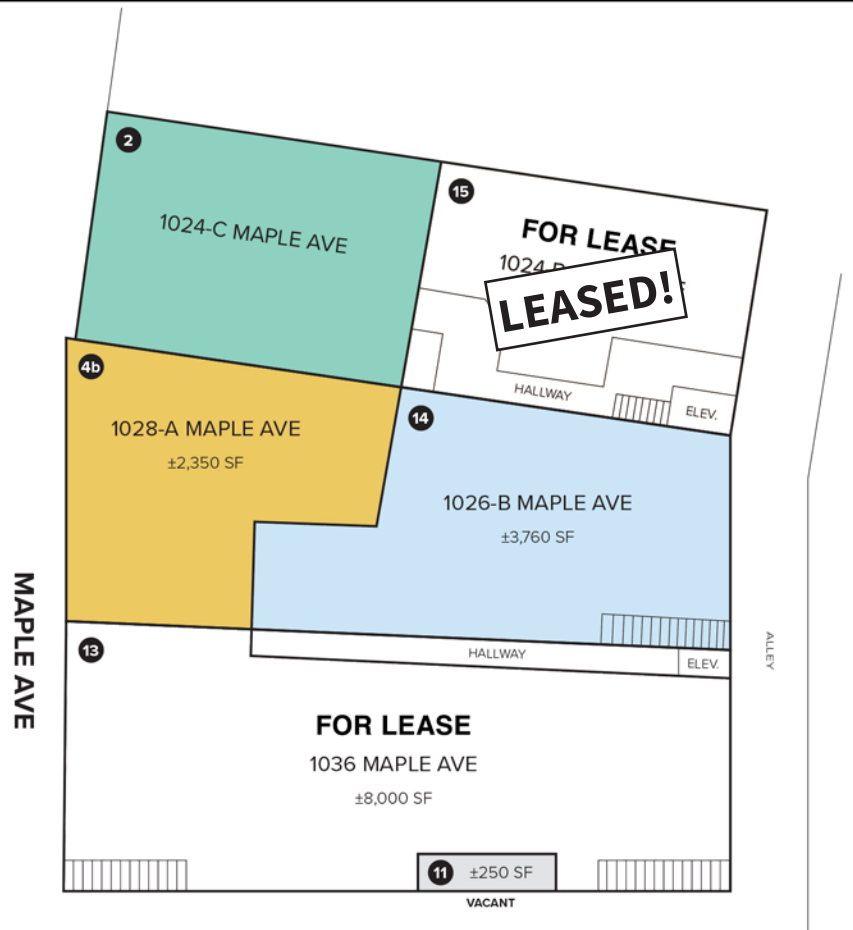 2
1024-C MAPLE AVE
15
FOR LEASE
LEASED!
HALLWAY
ELEV.
4b
1028-A MAPLE AVE
±2,350 SF
14
1026-B MAPLE AVE
±3,760 SF
MAPLE AVE
ALLEY
13
HALLWAY
ELEV.
FOR LEASE
1036 MAPLE AVE
±8,000 SF
11
±250 SF
VACANT